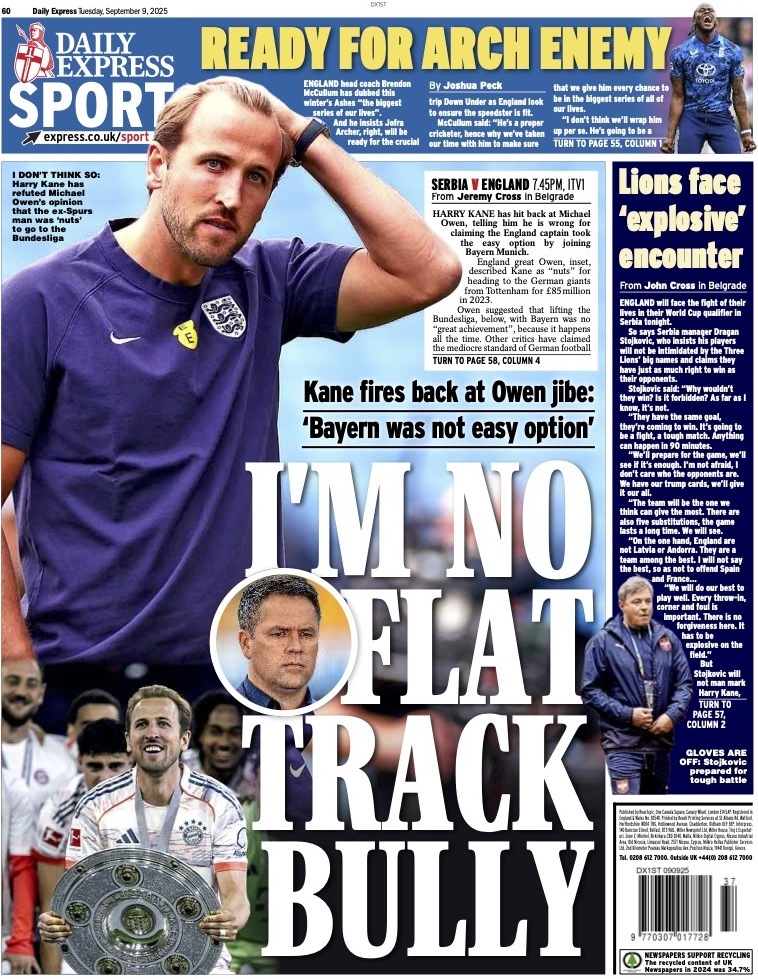 60
Daily Express Tuesday, September 9, 2025
DX1ST
DAILY
EXPRESS
SPORT
express.co.uk/sport
READY FOR ARCH ENEMY
ENGLAND head coach Brendon
McCullum has dubbed this
winter's Ashes "the biggest
series of our lives".
And he insists Jofra
Archer, right, will be
ready for the crucial
By Joshua Peck
trip Down Under as England look
to ensure the speedster is fit.
McCullum said: "He's a proper
cricketer, hence why we've taken
our time with him to make sure
that we give him every chance to
be in the biggest series of all of
our lives.
"I don't think we'll wrap him
up per se. He's going to be a
TURN TO PAGE 55, COLUMN 1
TOYOTA
I DON'T THINK SO:
Harry Kane has
refuted Michael
Owen's opinion
that the ex-Spurs
man was 'nuts'
to go to the
Bundesliga
SERBIA V ENGLAND 7.45PM, ITV1
From Jeremy Cross in Belgrade
HARRY KANE has hit back at Michael
Owen, telling him he is wrong for
claiming the England captain took
the easy option by joining
Bayern Munich.
England great Owen, inset,
described Kane as "nuts" for
heading to the German giants
from Tottenham for £85million
in 2023.
Owen suggested that lifting the
Bundesliga, below, with Bayern was no
"great achievement", because it happens
all the time. Other critics have claimed
the mediocre standard of German football
TURN TO PAGE 58, COLUMN 4
Kane fires back at Owen jibe:
'Bayern was not easy option'
I'M NO
FLAT
TRACK
BULLY
Lions face
'explosive'
encounter
From John Cross in Belgrade
ENGLAND will face the fight of their
lives in their World Cup qualifier in
Serbia tonight.
So says Serbia manager Dragan
Stojkovic, who insists his players
will not be intimidated by the Three
Lions' big names and claims they
have just as much right to win as
their opponents.
Stojkovic said: "Why wouldn't
they win? Is it forbidden? As far as I
know, it's not.
"They have the same goal,
they're coming to win. It's going to
be a fight, a tough match. Anything
can happen in 90 minutes.
"We'll prepare for the game, we'll
see if it's enough. I'm not afraid, I
don't care who the opponents are.
We have our trump cards, we'll give
it our all.
"The team will be the one we
think can give the most. There are
also five substitutions, the game
lasts a long time. We will see.
"On the one hand, England are
not Latvia or Andorra. They are a
team among the best. I will not say
the best, so as not to offend Spain
and France...
"We will do our best to
play well. Every throw-in,
corner and foul is
important. There is no
forgiveness here. It
has to be
explosive on the
field."
But
Stojkovic will
not man mark
Harry Kane,
TURN TO
PAGE 57,
COLUMN 2
GLOVES ARE
OFF: Stojkovic
prepared for
tough battle
Tel. 0208 612 7000. Outside UK +44(0) 208 612 7000
DX1ST 090925
37
9 770307 017728
NEWSPAPERS SUPPORT RECYCLING
The recycled content of UK
Newspapers in 2024 was 34.7%